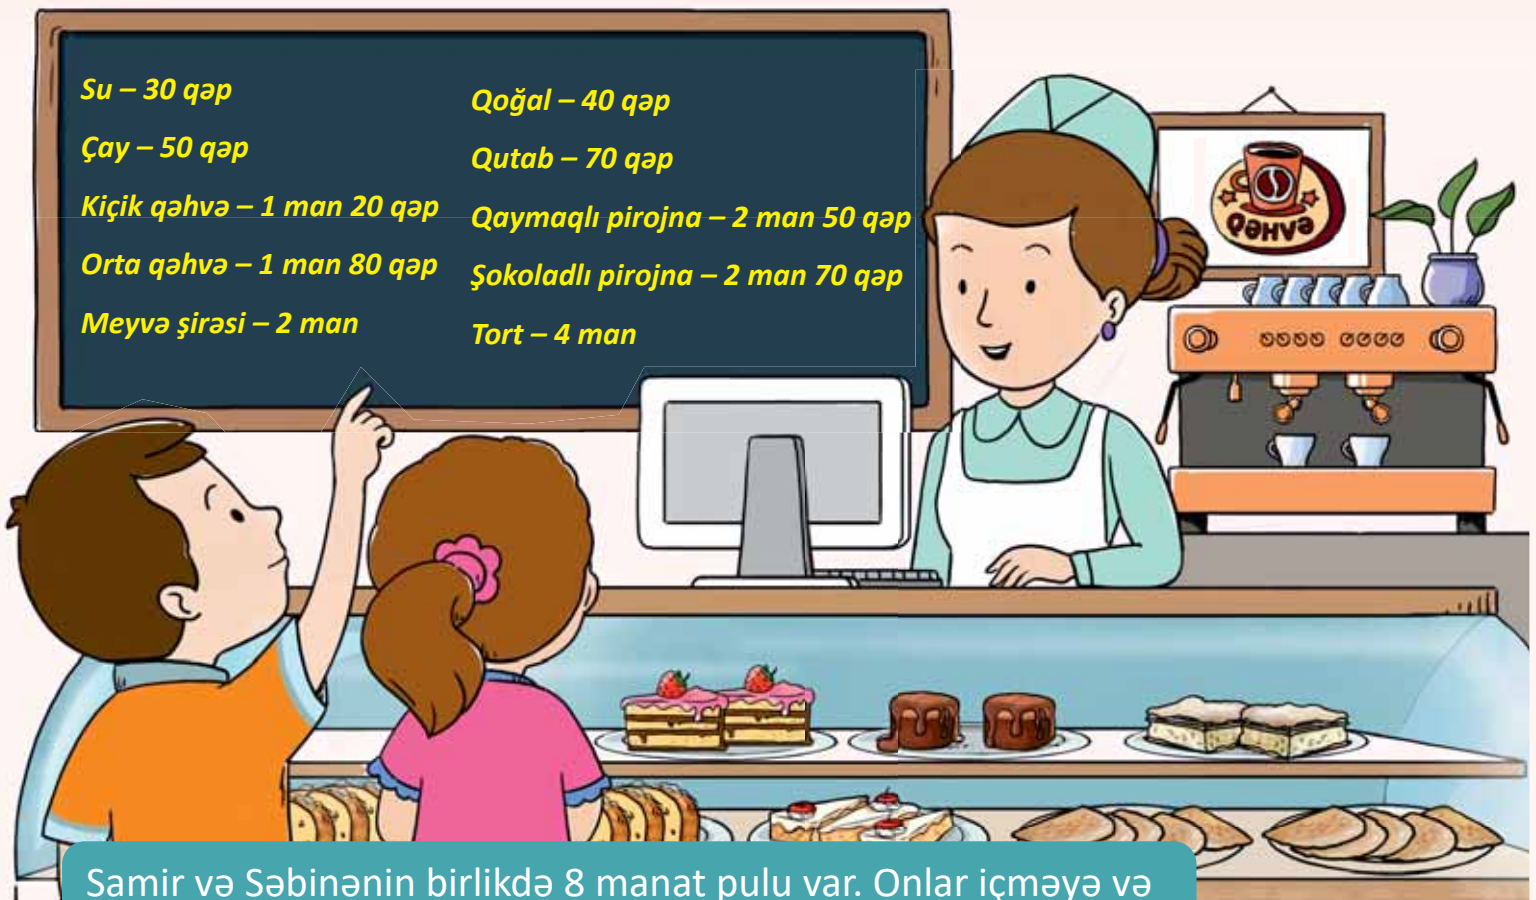 Su – 30 qəp
Çay – 50 qəp
Kiçik qəhvə – 1 man 20 qəp
Orta qəhvə – 1 man 80 qəp
Meyvə şirəsi – 2 man
Qoğal – 40 qəp
Qutab – 70 qəp
Qaymaqlı pirojna – 2 man 50 qəp
Şokoladlı pirojna – 2 man 70 qəp
Tort – 4 man
QəHVə
Samir və Səbinənin birlikdə 8 manat pulu var. Onlar içməyə və